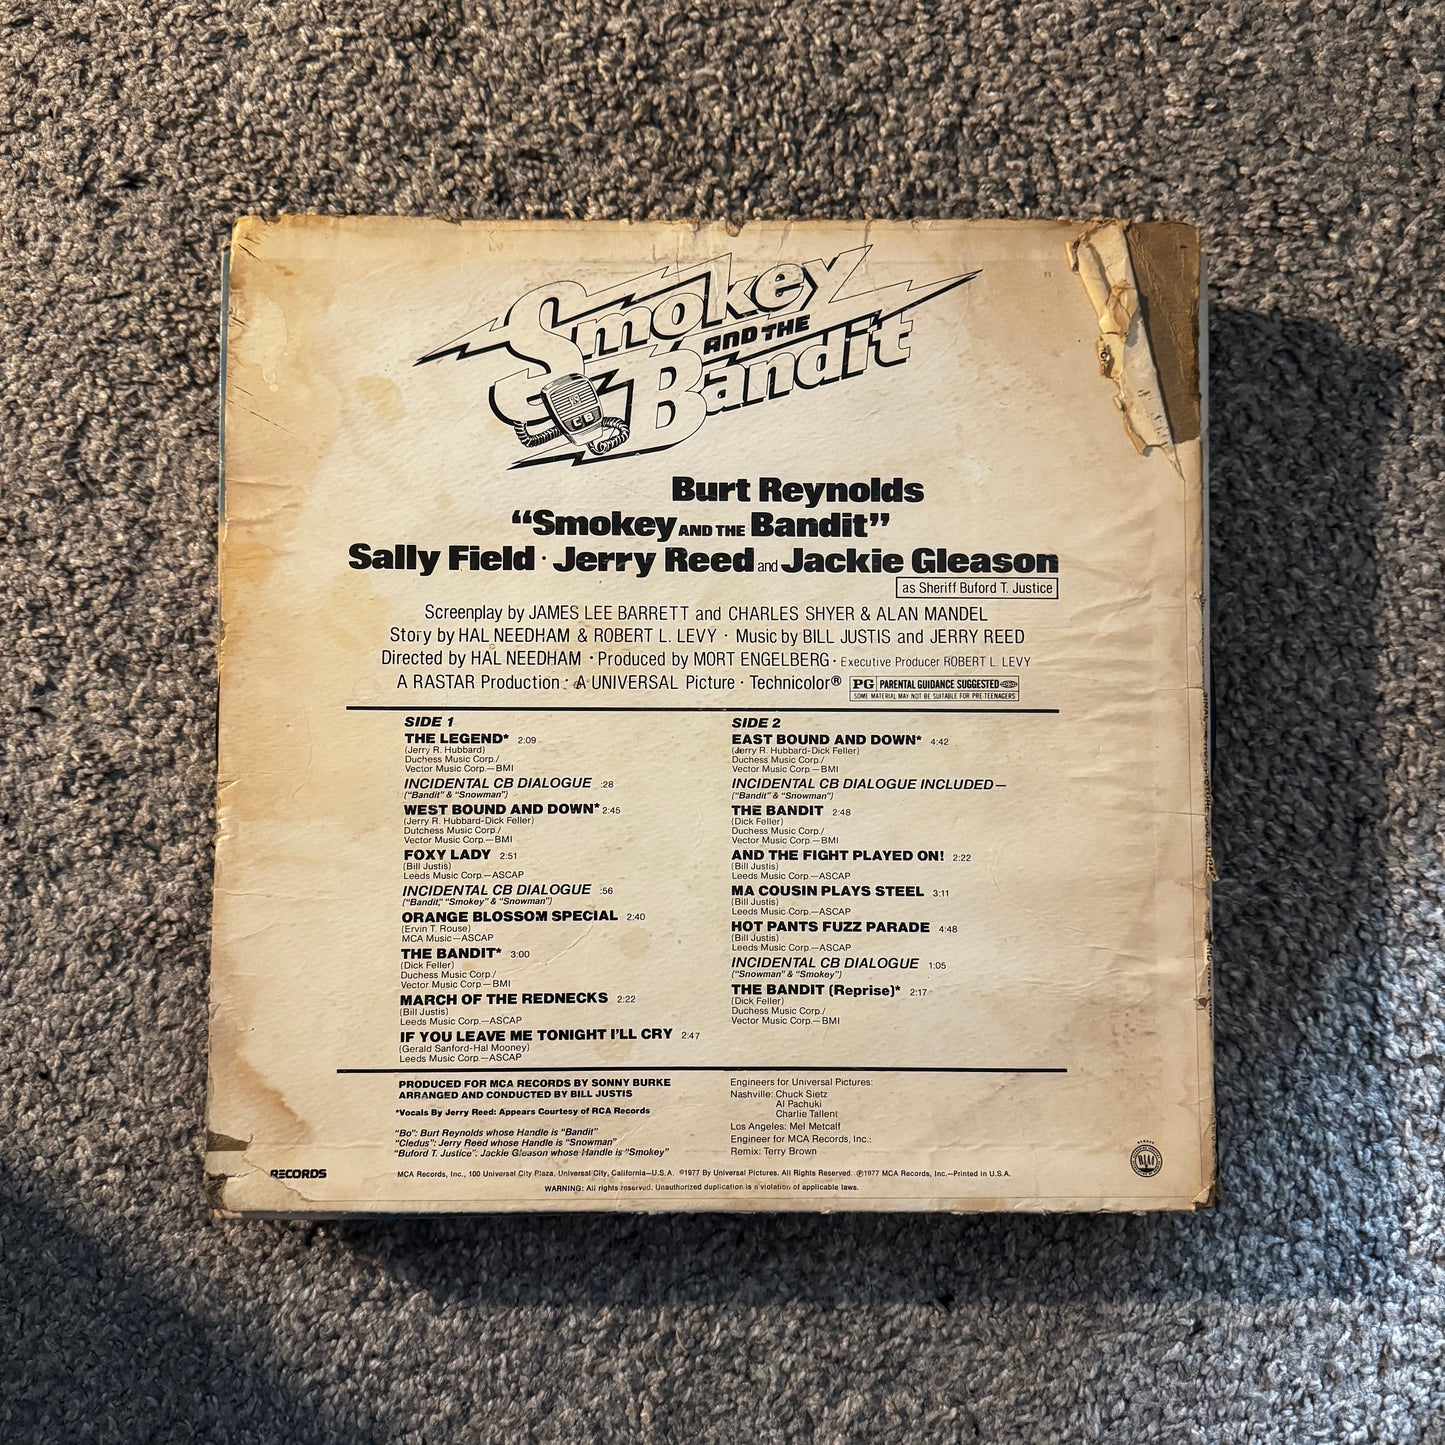 Smokey
AND THE
Bandit
CB
Burt Reynolds
“Smokey AND THE Bandit”
Sally Field · Jerry Reed and Jackie Gleason
as Sheriff Buford T. Justice
Screenplay by JAMES LEE BARRETT and CHARLES SHYER & ALAN MANDEL
Story by HAL NEEDHAM & ROBERT L. LEVY · Music by BILL JUSTIS and JERRY REED
Directed by HAL NEEDHAM · Produced by MORT ENGELBERG · Executive Producer ROBERT L. LEVY
A RASTAR Production · A UNIVERSAL Picture · Technicolor®
PG PARENTAL GUIDANCE SUGGESTED
SOME MATERIAL MAY NOT BE SUITABLE FOR PRE-TEENAGERS
SIDE 1
THE LEGEND* 2:09
(Jerry R. Hubbard)
Duchess Music Corp./
Vector Music Corp.—BMI
INCIDENTAL CB DIALOGUE :28
(“Bandit” & “Snowman”)
WEST BOUND AND DOWN* 2:45
(Jerry R. Hubbard-Dick Feller)
Dutchess Music Corp./
Vector Music Corp.—BMI
FOXY LADY 2:51
(Bill Justis)
Leeds Music Corp.—ASCAP
INCIDENTAL CB DIALOGUE :56
(“Bandit,” “Smokey” & “Snowman”)
ORANGE BLOSSOM SPECIAL 2:40
(Ervin T. Rouse)
MCA Music—ASCAP
THE BANDIT* 3:00
(Dick Feller)
Duchess Music Corp./
Vector Music Corp.—BMI
MARCH OF THE REDNECKS 2:22
(Bill Justis)
Leeds Music Corp.—ASCAP
IF YOU LEAVE ME TONIGHT I’LL CRY 2:47
(Gerald Sanford-Hal Mooney)
Leeds Music Corp.—ASCAP
SIDE 2
EAST BOUND AND DOWN* 4:42
(Jerry R. Hubbard-Dick Feller)
Duchess Music Corp./
Vector Music Corp.—BMI
INCIDENTAL CB DIALOGUE INCLUDED—
(“Bandit” & “Snowman”)
THE BANDIT 2:48
(Dick Feller)
Duchess Music Corp./
Vector Music Corp.—BMI
AND THE FIGHT PLAYED ON! 2:22
(Bill Justis)
Leeds Music Corp.—ASCAP
MA COUSIN PLAYS STEEL 3:11
(Bill Justis)
Leeds Music Corp.—ASCAP
HOT PANTS FUZZ PARADE 4:48
(Bill Justis)
Leeds Music Corp.—ASCAP
INCIDENTAL CB DIALOGUE 1:05
(“Snowman” & “Smokey”)
THE BANDIT (Reprise)* 2:17
(Dick Feller)
Duchess Music Corp./
Vector Music Corp.—BMI
PRODUCED FOR MCA RECORDS BY SONNY BURKE
ARRANGED AND CONDUCTED BY BILL JUSTIS
*Vocals By Jerry Reed: Appears Courtesy of RCA Records
“Bo”: Burt Reynolds whose Handle is “Bandit”
“Cledus”: Jerry Reed whose Handle is “Snowman”
“Buford T. Justice”: Jackie Gleason whose Handle is “Smokey”
Engineers for Universal Pictures:
Nashville: Chuck Sietz
Al Pachuki
Charlie Tallent
Los Angeles: Mel Metcalf
Engineer for MCA Records, Inc.:
Remix: Terry Brown
RECORDS
MCA Records, Inc., 100 Universal City Plaza, Universal City, California—U.S.A. ©1977 By Universal Pictures. All Rights Reserved. ℗1977 MCA Records, Inc.—Printed in U.S.A.
WARNING: All rights reserved. Unauthorized duplication is a violation of applicable laws.
RIAA